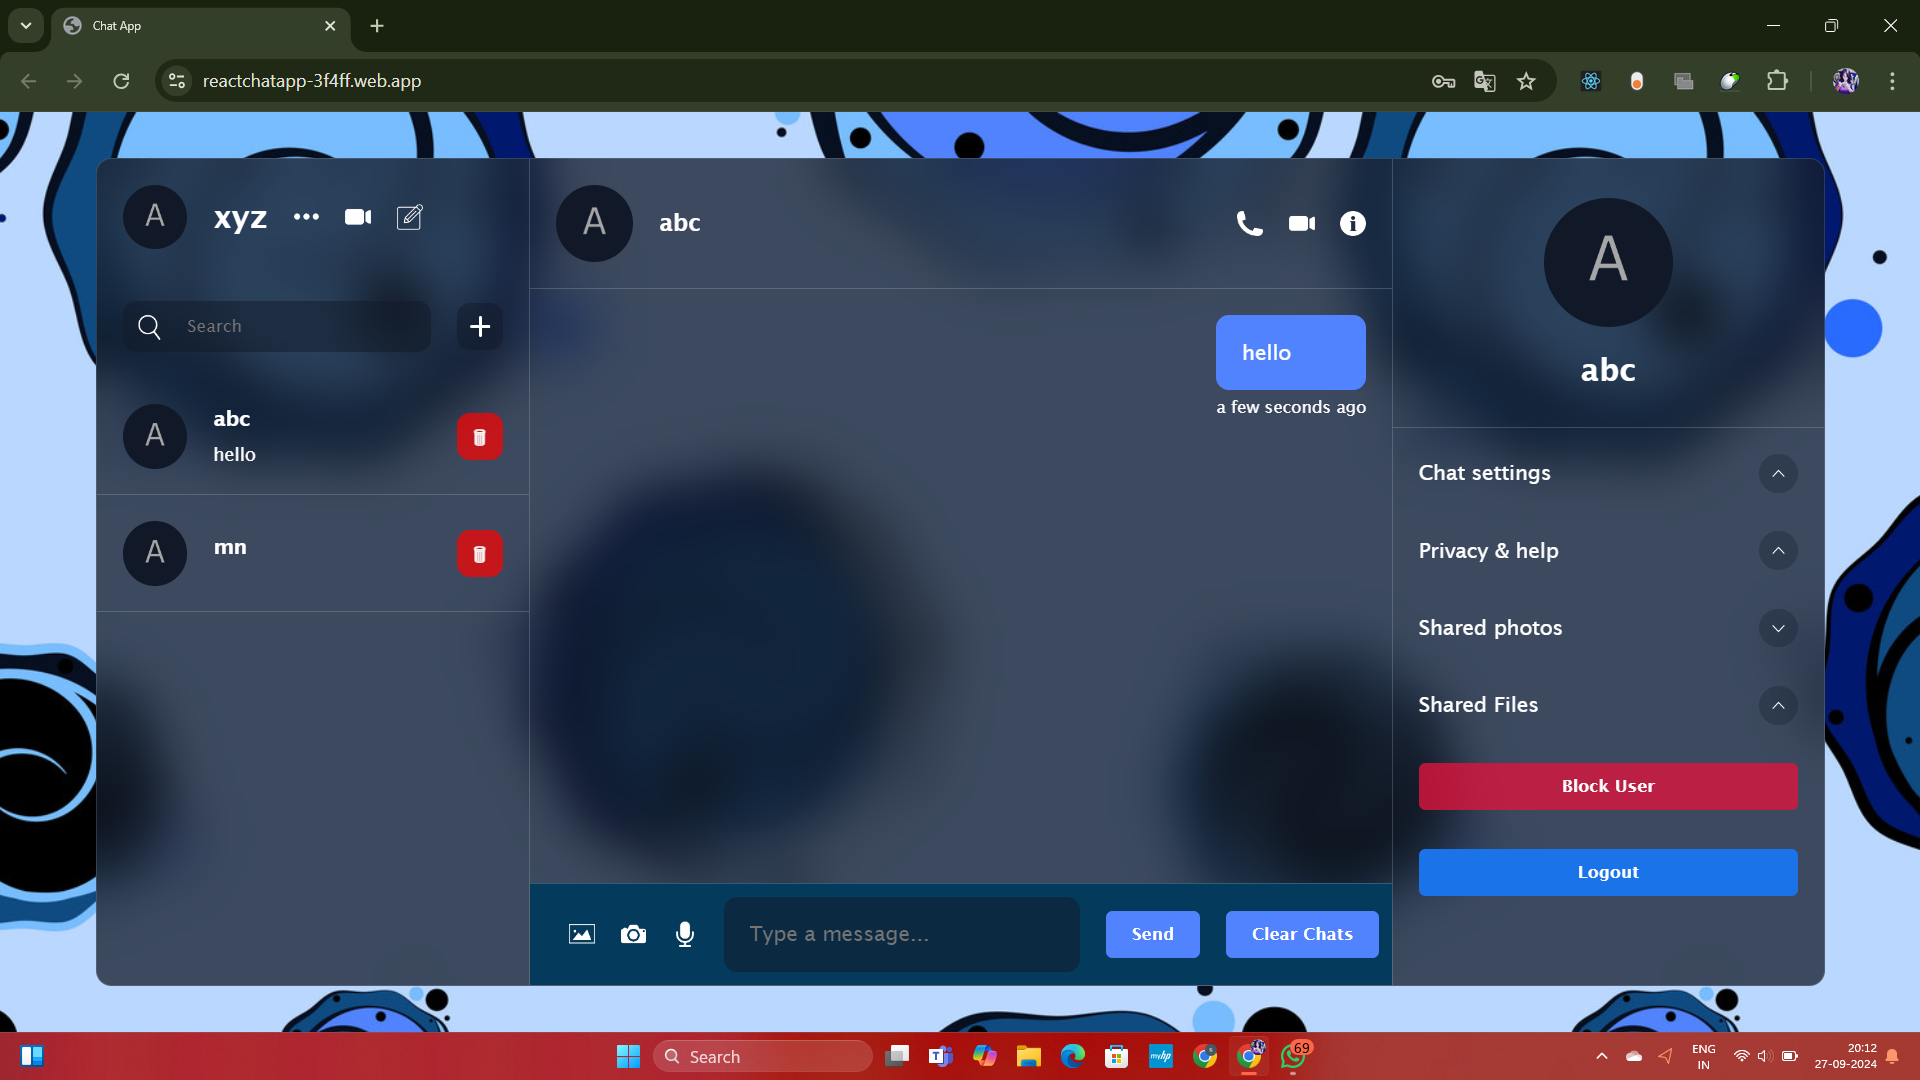 Chat App
reactchatapp-3f4ff.web.app
A
xyz
Search
A
abc
hello
A
mn
A
abc
hello
a few seconds ago
Type a message...
Send
Clear Chats
A
abc
Chat settings
Privacy & help
Shared photos
Shared Files
Block User
Logout
Search
69
ENG
IN
20:12
27-09-2024